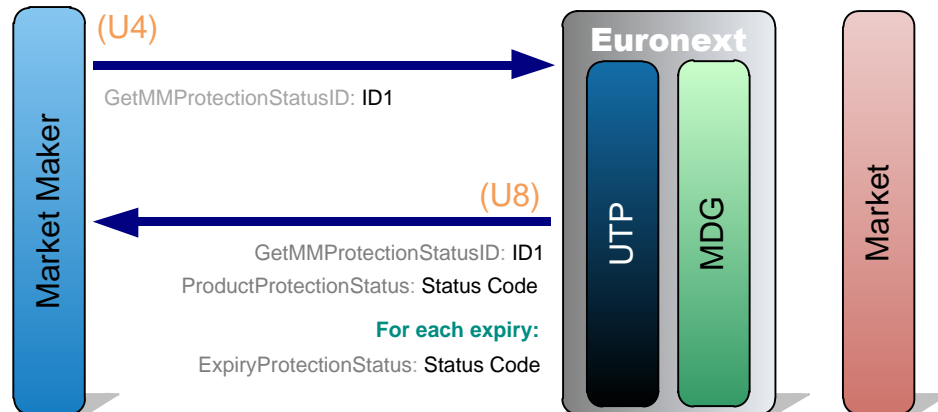 Market Maker
(U4)
GetMMProtectionStatusID: ID1
(U8)
GetMMProtectionStatusID: ID1
ProductProtectionStatus: Status Code
For each expiry:
ExpiryProtectionStatus: Status Code
Euronext
UTP
MDG
Market